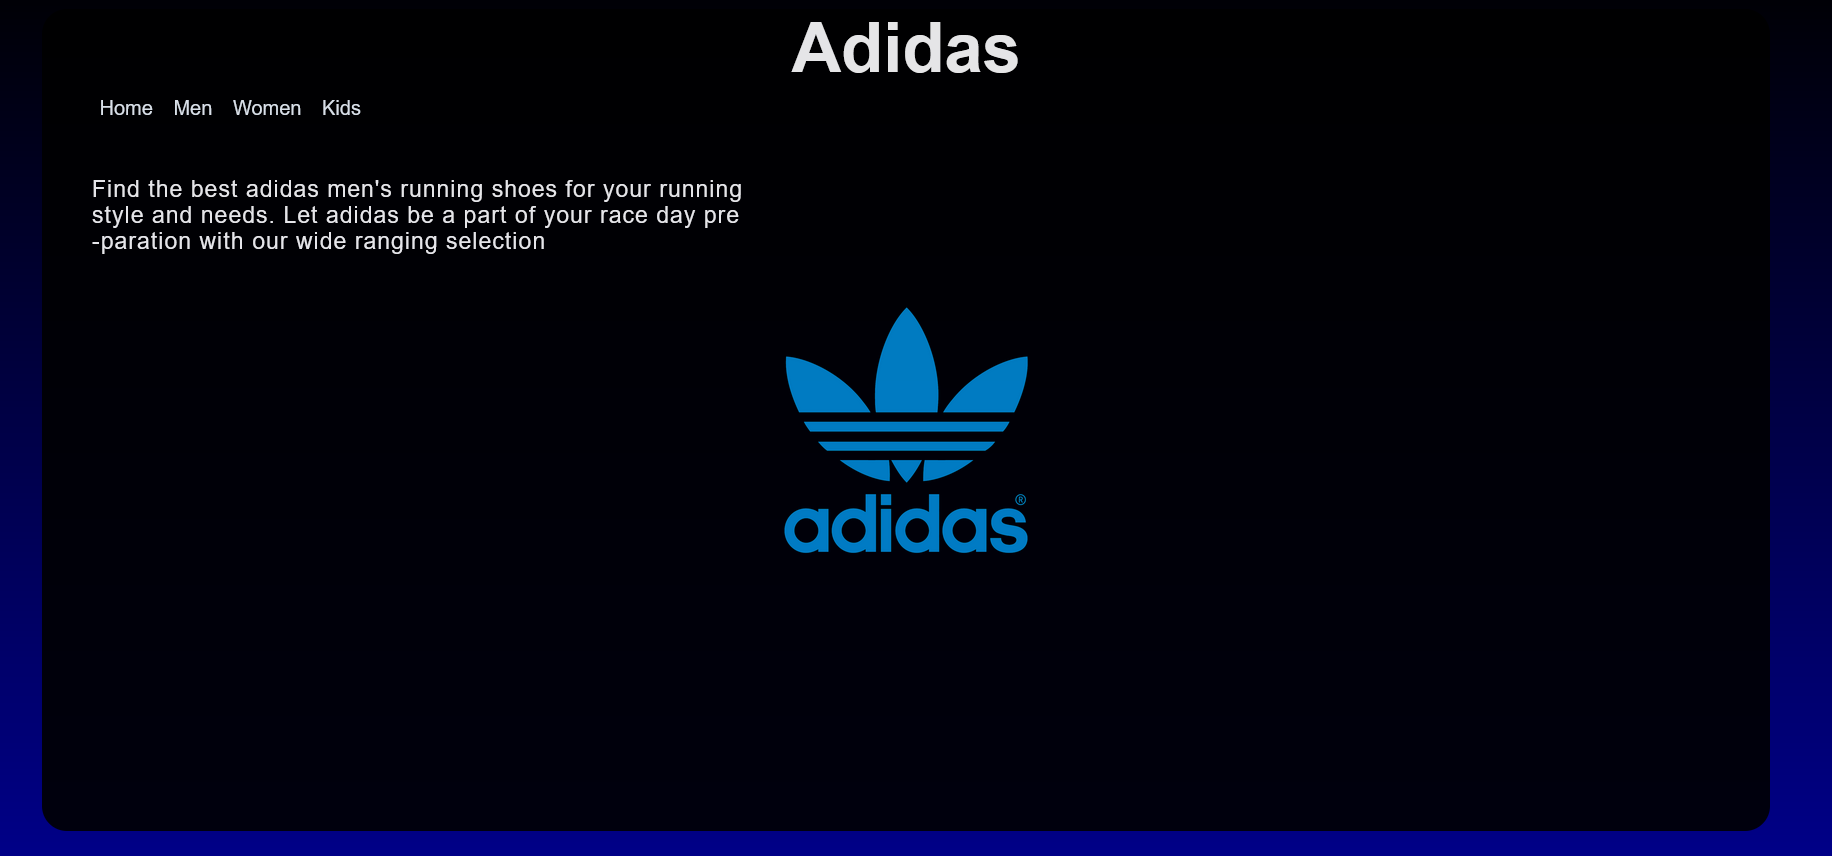 Adidas
Home Men Women Kids
Find the best adidas men's running shoes for your running
style and needs. Let adidas be a part of your race day pre
-paration with our wide ranging selection
adidas®